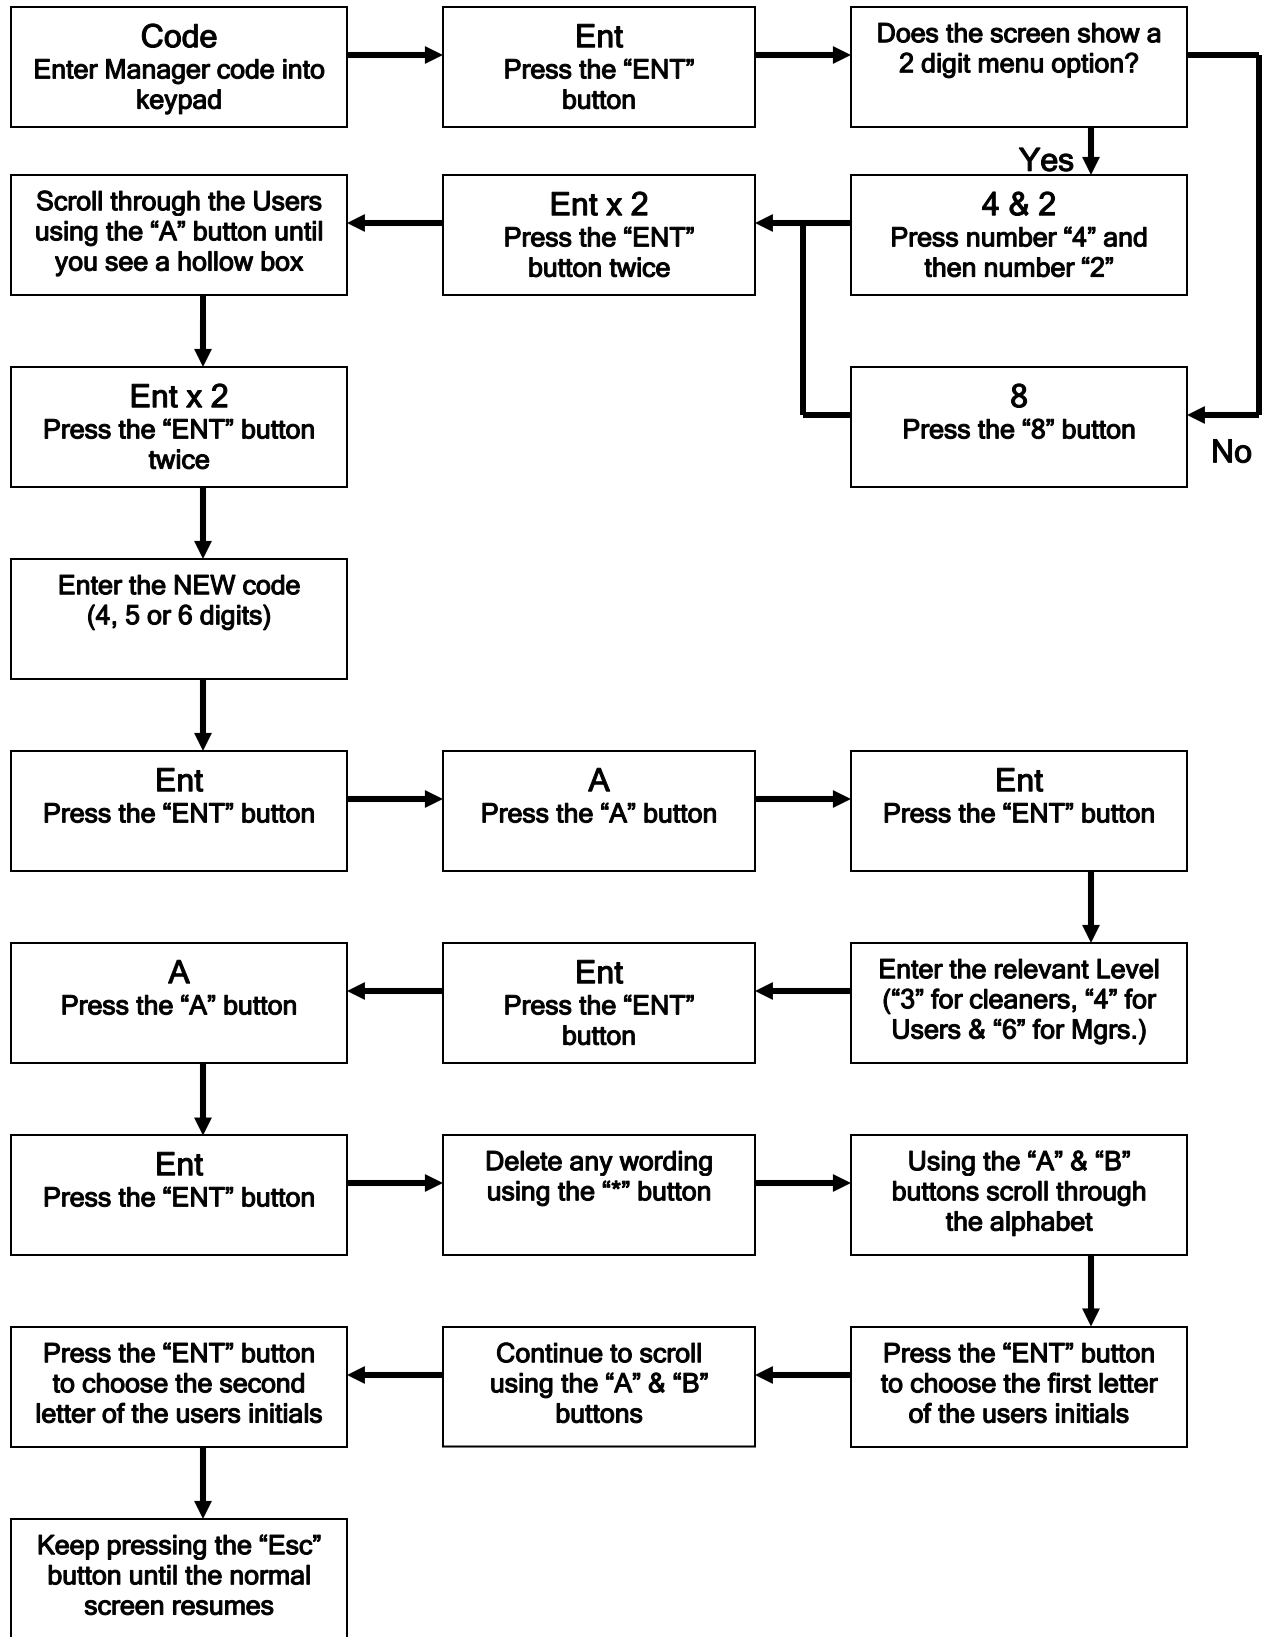 Code
Enter Manager code into
keypad
Ent
Press the “ENT”
button
Does the screen show a
2 digit menu option?
Yes
4 & 2
Press number “4” and
then number “2”
No
8
Press the “8” button
Ent x 2
Press the “ENT”
button twice
Scroll through the Users
using the “A” button until
you see a hollow box
Ent x 2
Press the “ENT” button
twice
Enter the NEW code
(4, 5 or 6 digits)
Ent
Press the “ENT” button
A
Press the “A” button
Ent
Press the “ENT” button
Enter the relevant Level
(“3” for cleaners, “4” for
Users & “6” for Mgrs.)
Ent
Press the “ENT”
button
A
Press the “A” button
Ent
Press the “ENT” button
Delete any wording
using the “*” button
Using the “A” & “B”
buttons scroll through
the alphabet
Press the “ENT” button
to choose the first letter
of the users initials
Continue to scroll
using the “A” & “B”
buttons
Press the “ENT” button
to choose the second
letter of the users initials
Keep pressing the “Esc”
button until the normal
screen resumes